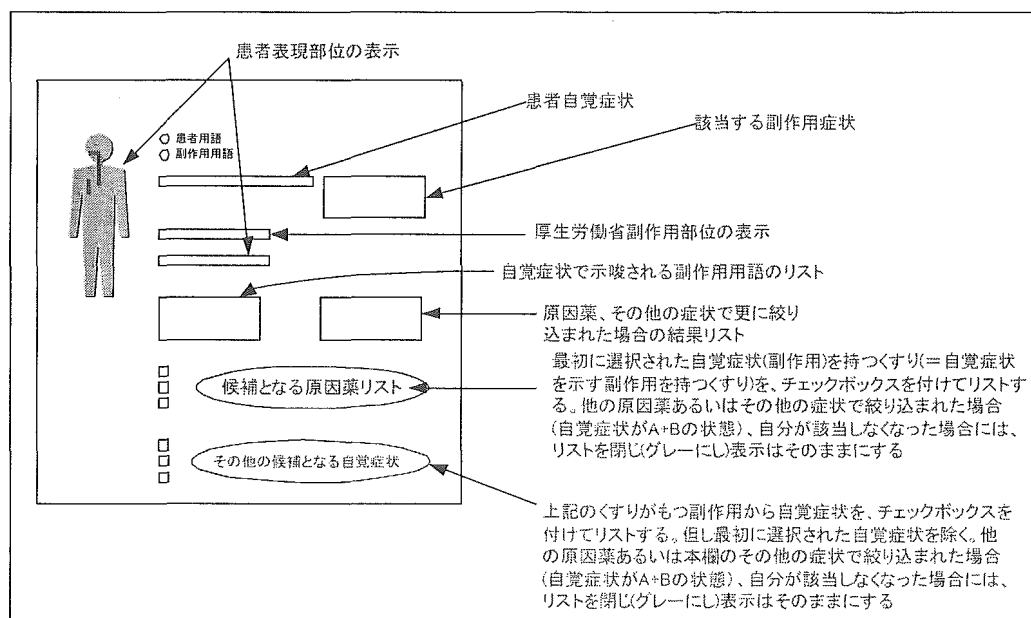 患者表現部位の表示
患者自覚症状
該当する副作用症状
患者用語
副作用用語
厚生労働省副作用部位の表示
自覚症状で示唆される副作用用語のリスト
原因薬、その他の症状で更に絞り
込まれた場合の結果リスト
最初に選択された自覚症状(副作用)を持つくすり(＝自覚症状
を示す副作用を持つくすり)を、チェックボックスを付けてリストす
る。他の原因薬あるいはその他の症状で絞り込まれた場合
(自覚症状がA+Bの状態)、自分が該当しなくなった場合には、
リストを閉じ(グレーにし)表示はそのままにする
候補となる原因薬リスト
その他の候補となる自覚症状
上記のくすりがもつ副作用から自覚症状を、チェックボックスを
付けてリストする。但し最初に選択された自覚症状を除く。他
の原因薬あるいは本欄のその他の症状で絞り込まれた場合
(自覚症状がA+Bの状態)、自分が該当しなくなった場合には、
リストを閉じ(グレーにし)表示はそのままにする